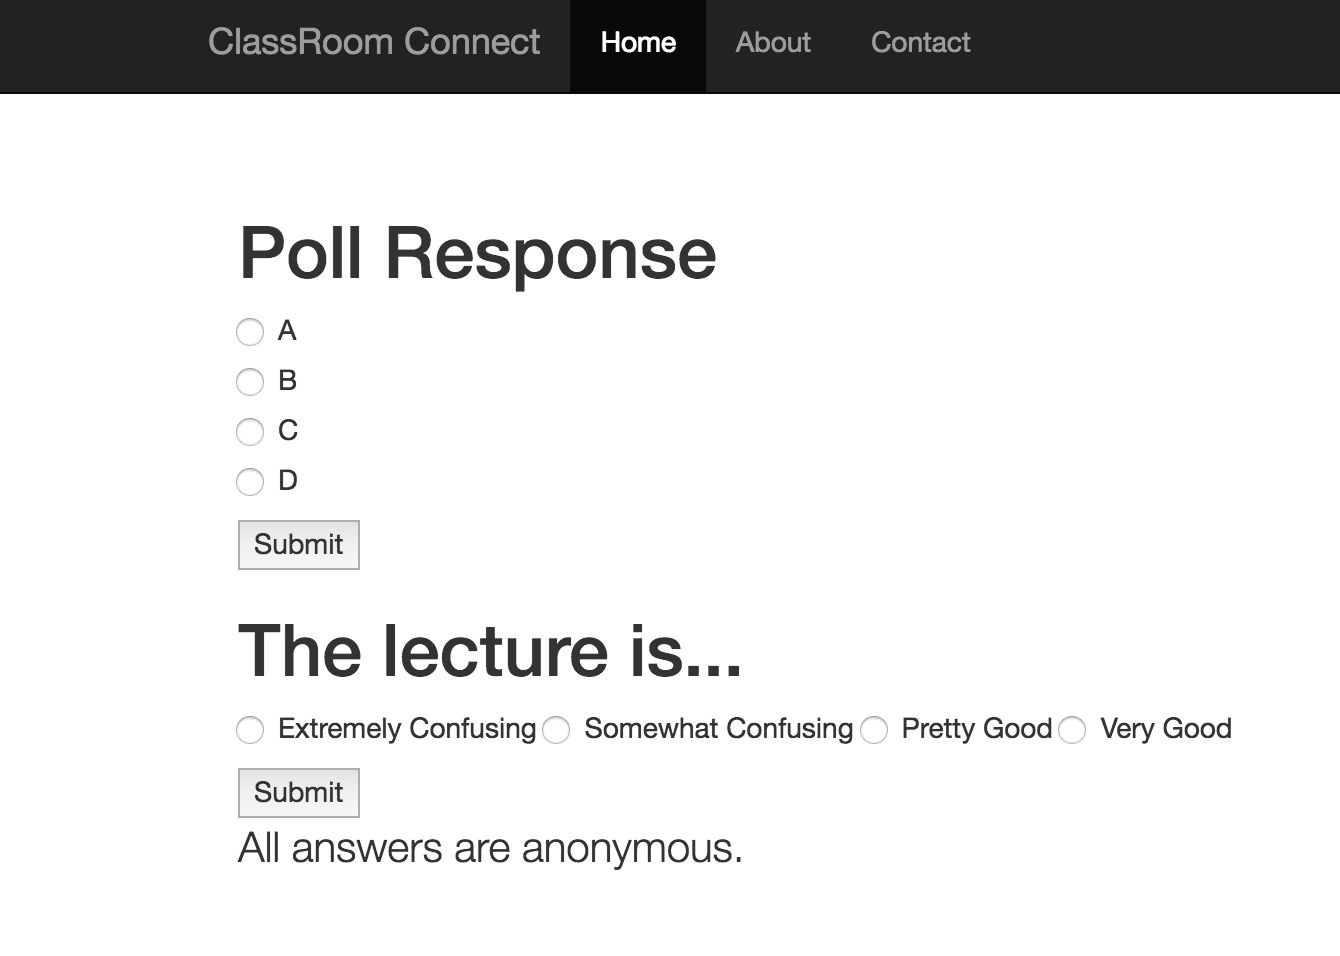 ClassRoom Connect Home About Contact
Poll Response
A
B
C
D
Submit
The lecture is...
Extremely Confusing Somewhat Confusing Pretty Good Very Good
Submit
All answers are anonymous.